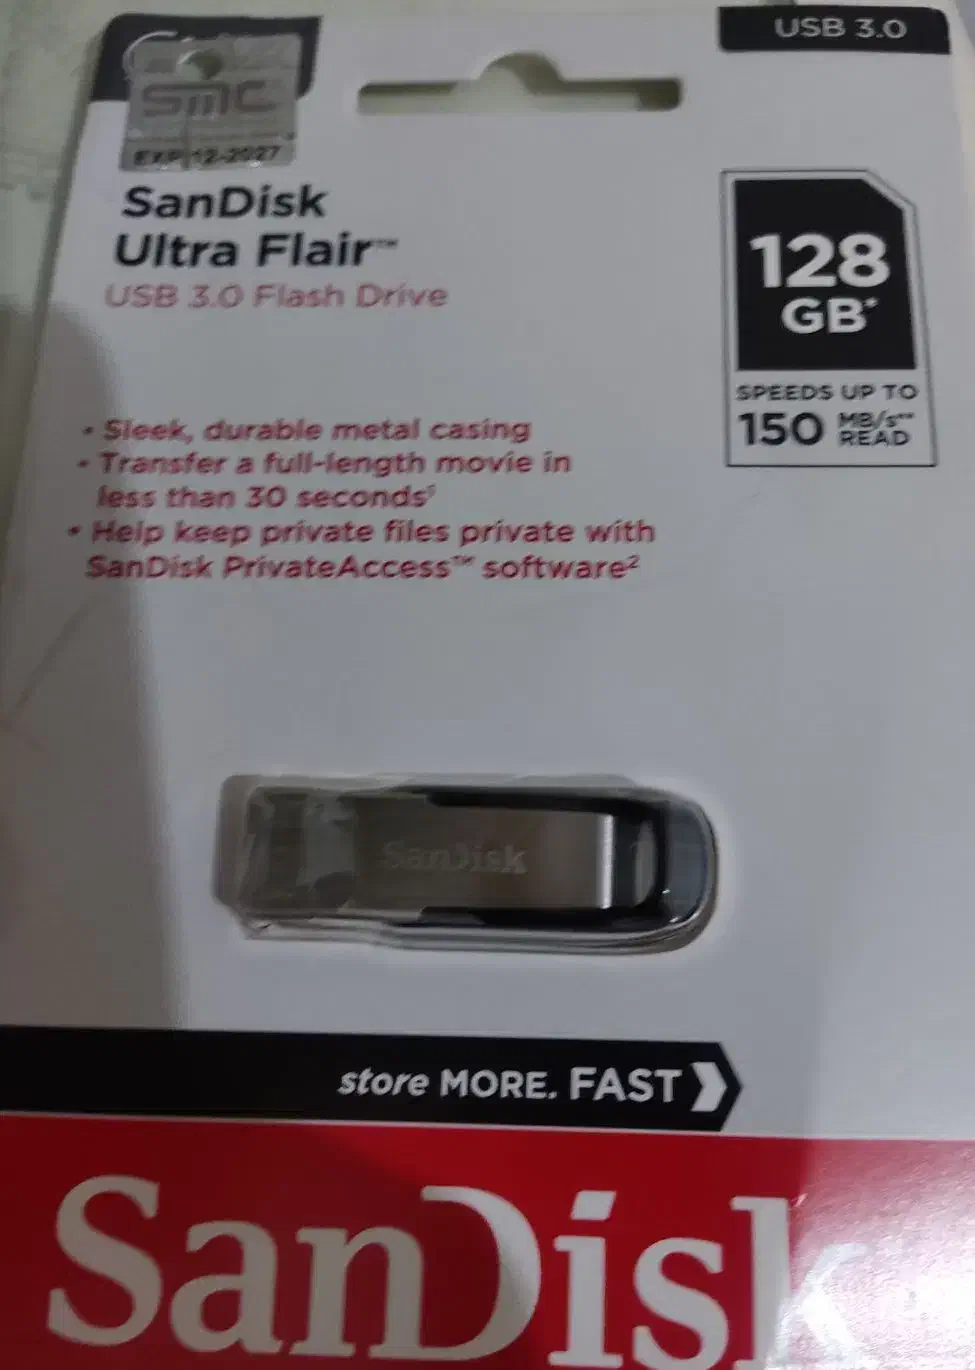 USB 3.0
SMC
EXP 12-2027
SanDisk
Ultra Flair™
USB 3.0 Flash Drive
128
GB*
SPEEDS UP TO
150 MB/s**
READ
• Sleek, durable metal casing
• Transfer a full-length movie in
less than 30 seconds¹
• Help keep private files private with
SanDisk PrivateAccess™ software²
SanDisk
store MORE. FAST
SanDisk